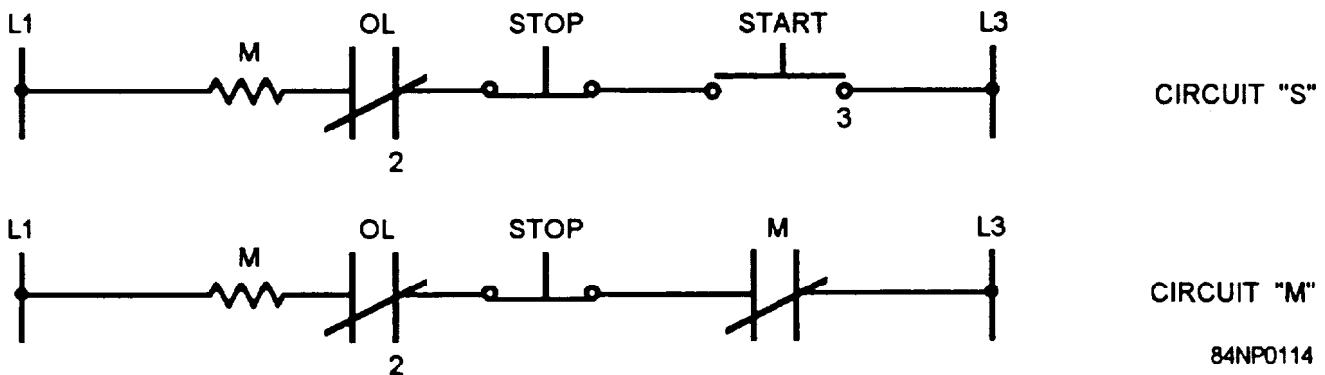 L1 OL STOP START L3
M
CIRCUIT "S"
3
2
L1 OL STOP M L3
M
CIRCUIT "M"
2
84NP0114